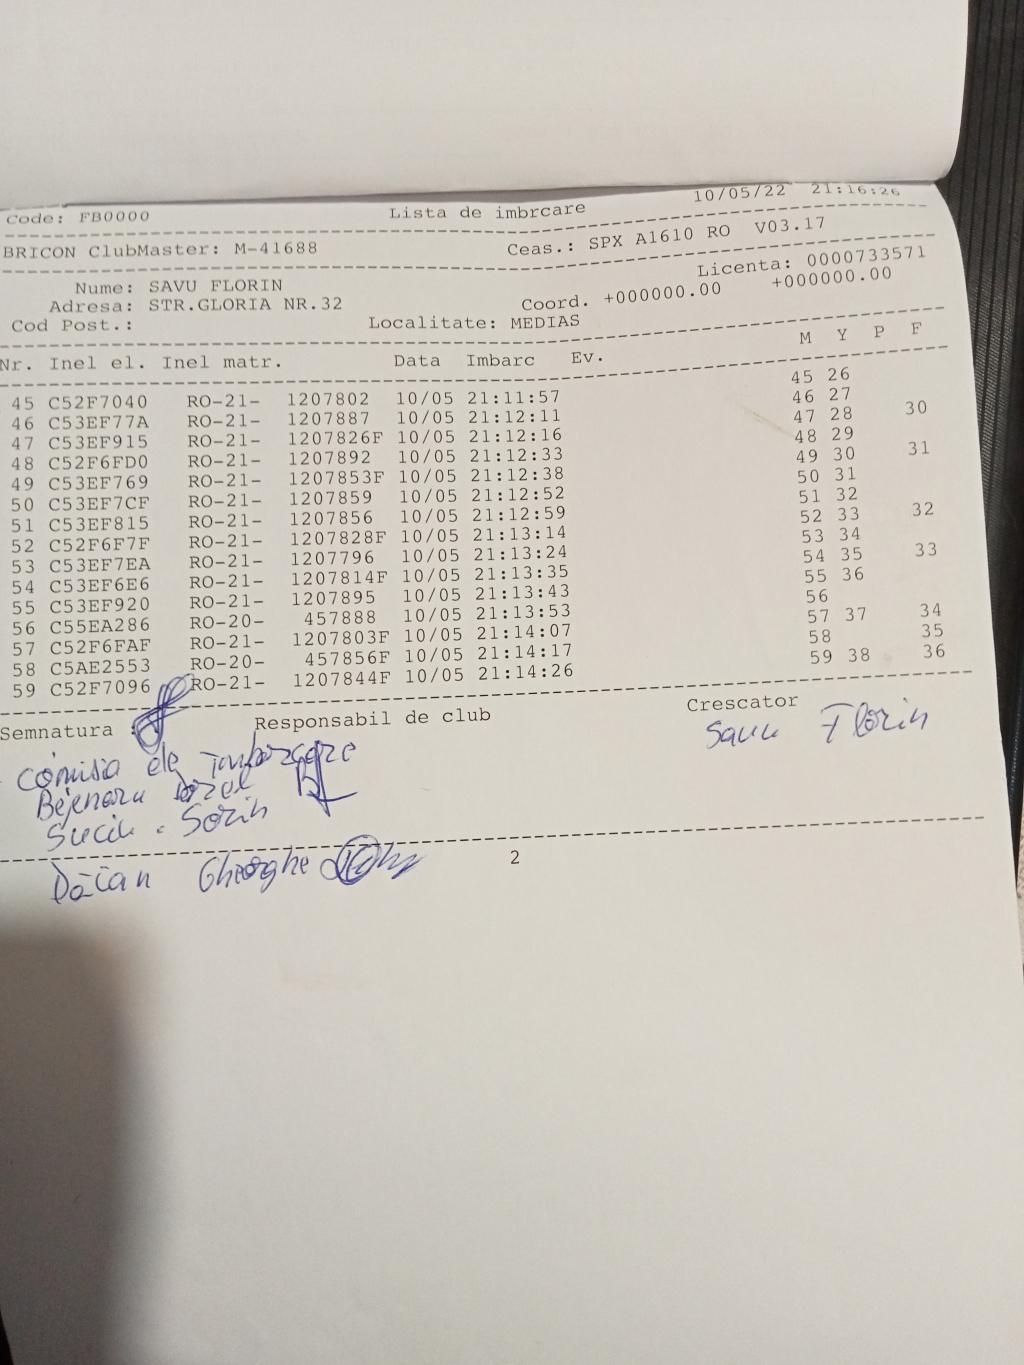 Code: FB0000 Lista de imbrcare 10/05/22 21:16:26
BRICON ClubMaster: M-41688 Ceas.: SPX A1610 RO V03.17
Nume: SAVU FLORIN Licenta: 0000733571
Adresa: STR.GLORIA NR.32 Coord. +000000.00 +000000.00
Cod Post.: Localitate: MEDIAS
Nr. Inel el. Inel matr. Data Imbarc Ev. M Y P F
45 C52F7040 RO-21- 1207802 10/05 21:11:57 45 26
46 C53EF77A RO-21- 1207887 10/05 21:12:11 46 27
47 C53EF915 RO-21- 1207826F 10/05 21:12:16 47 28 30
48 C52F6FD0 RO-21- 1207892 10/05 21:12:33 48 29
49 C53EF769 RO-21- 1207853F 10/05 21:12:38 49 30 31
50 C53EF7CF RO-21- 1207859 10/05 21:12:52 50 31
51 C53EF815 RO-21- 1207856 10/05 21:12:59 51 32
52 C52F6F7F RO-21- 1207828F 10/05 21:13:14 52 33 32
53 C53EF7EA RO-21- 1207796 10/05 21:13:24 53 34
54 C53EF6E6 RO-21- 1207814F 10/05 21:13:35 54 35 33
55 C53EF920 RO-21- 1207895 10/05 21:13:43 55 36
56 C55EA286 RO-20- 457888 10/05 21:13:53 56
57 C52F6FAF RO-21- 1207803F 10/05 21:14:07 57 37 34
58 C5AE2553 RO-20- 457856F 10/05 21:14:17 58 35
59 C52F7096 RO-21- 1207844F 10/05 21:14:26 59 38 36
Semnatura : Responsabil de club Crescator
Savu Florin
Comisia de Imbarcare
Bejenaru
Suciu. Sorin
Gheorghe
2